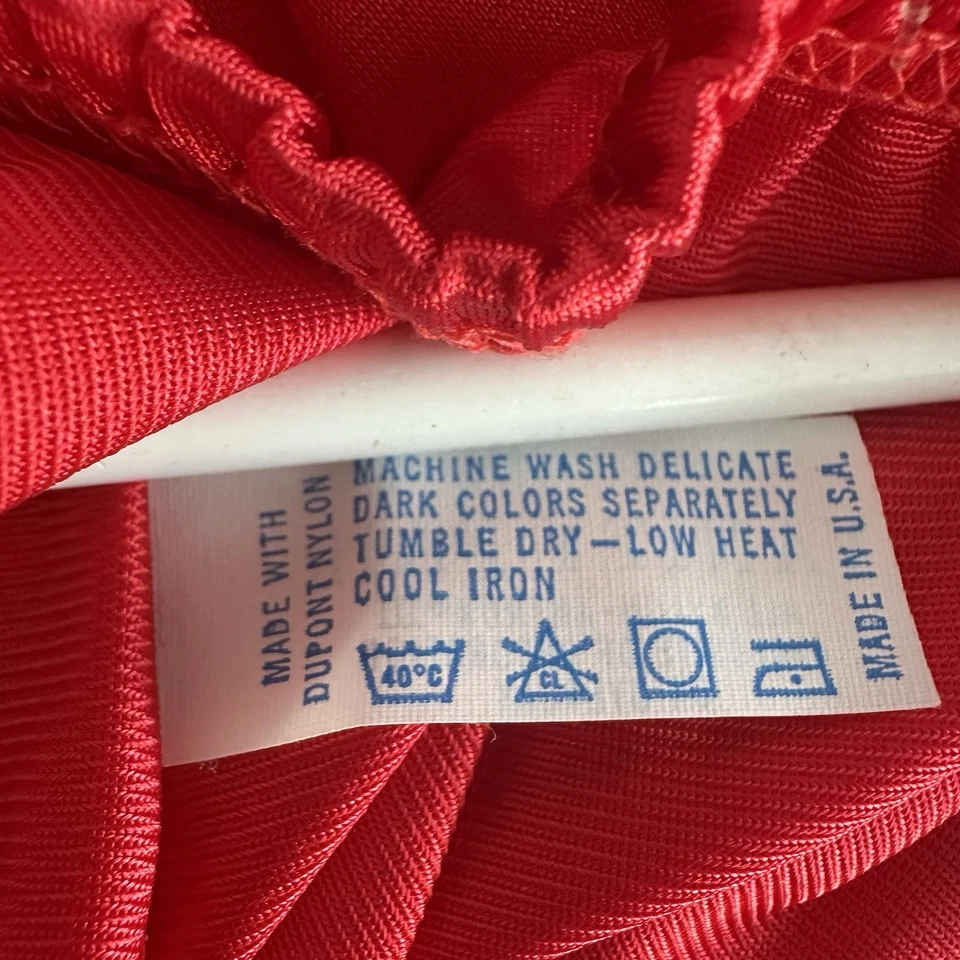 MADE WITH
DUPONT NYLON
MACHINE WASH DELICATE
DARK COLORS SEPARATELY
TUMBLE DRY—LOW HEAT
COOL IRON
40°C
CL
MADE IN U.S.A.